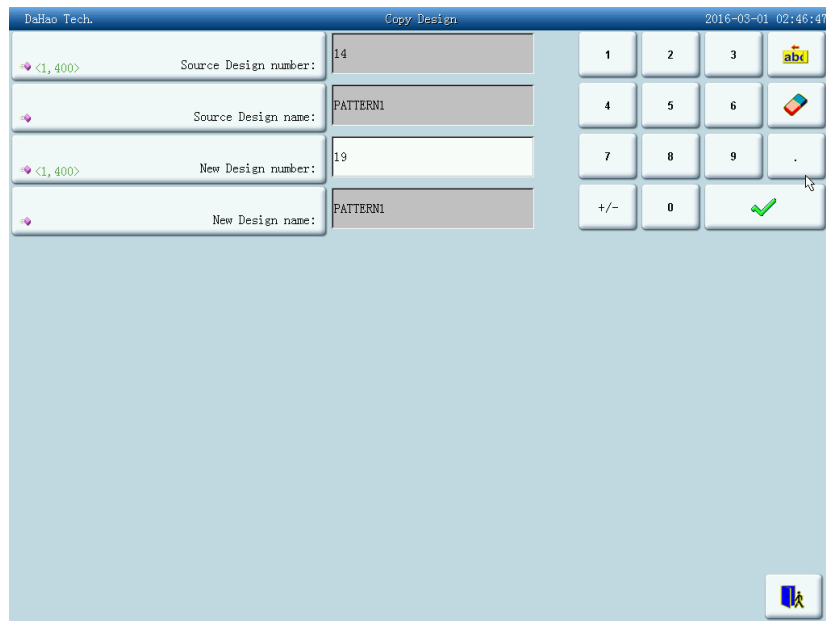 DaHao Tech. Copy Design 2016-03-01 02:46:47
<1,400> Source Design number: 14
Source Design name: PATTERN1
<1,400> New Design number: 19
New Design name: PATTERN1
1 2 3 abc
4 5 6
7 8 9 .
+/- 0